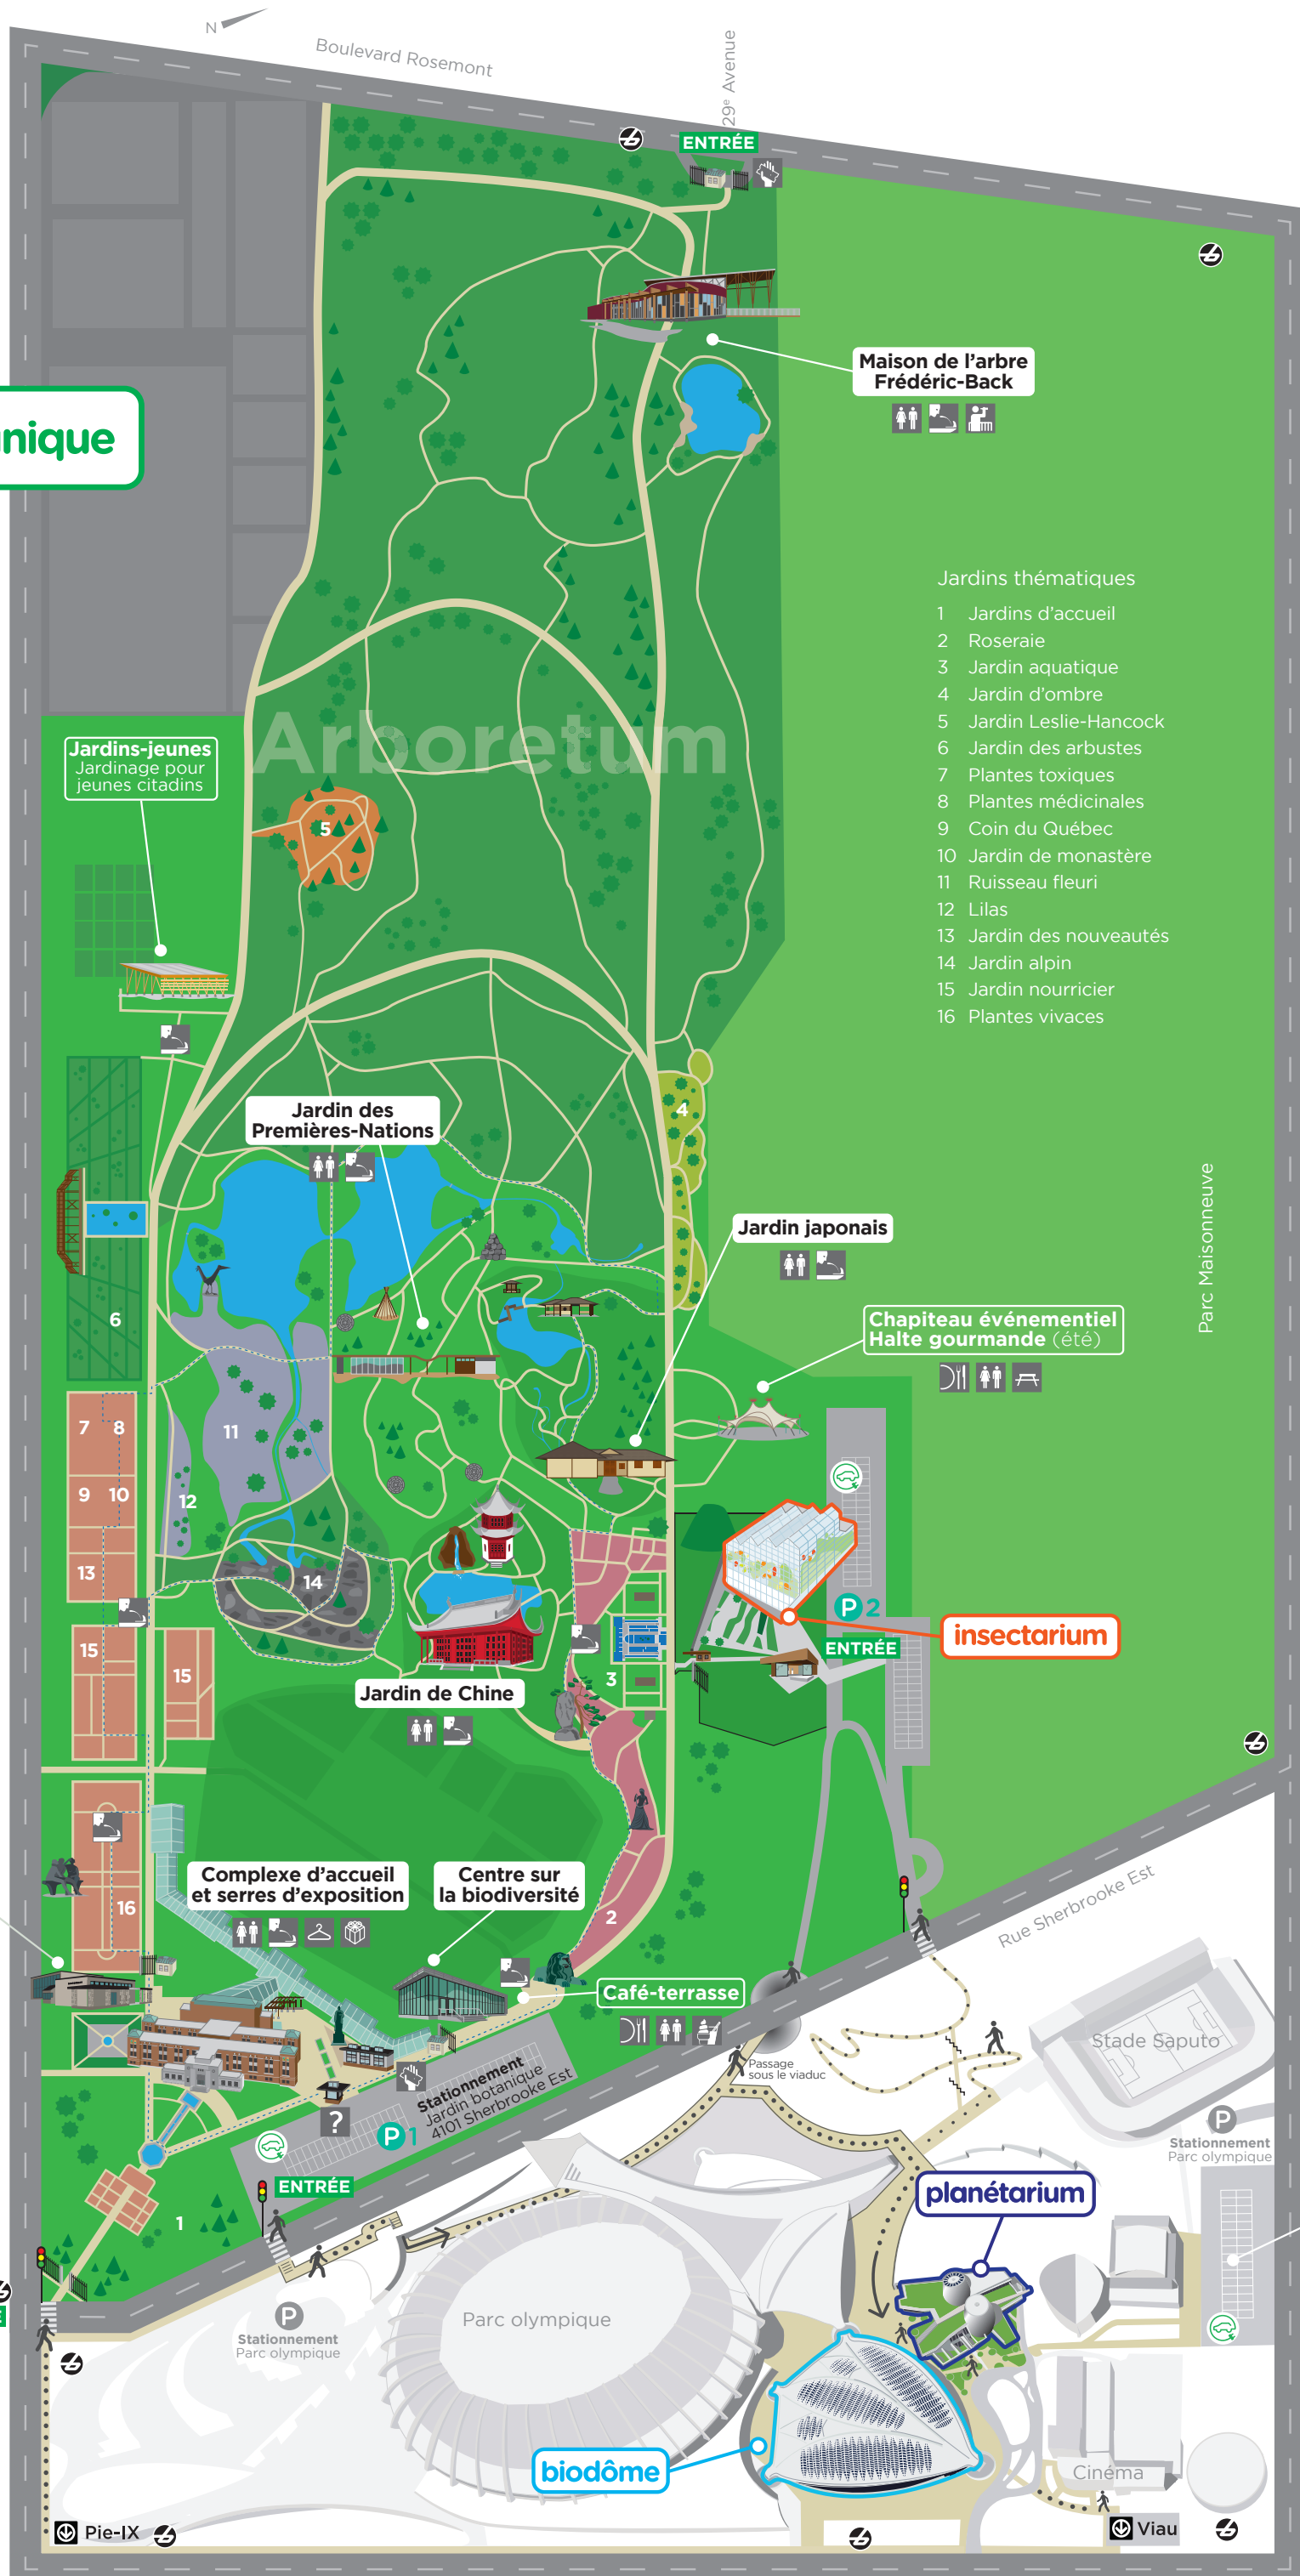 N
Boulevard Rosemont
29e Avenue
ENTRÉE
Maison de l'arbre
Frédéric-Back
nique
Jardins thématiques
1 Jardins d'accueil
2 Roseraie
3 Jardin aquatique
4 Jardin d'ombre
5 Jardin Leslie-Hancock
6 Jardin des arbustes
7 Plantes toxiques
8 Plantes médicinales
9 Coin du Québec
10 Jardin de monastère
11 Ruisseau fleuri
12 Lilas
13 Jardin des nouveautés
14 Jardin alpin
15 Jardin nourricier
16 Plantes vivaces
Arboretum
Jardins-jeunes
Jardinage pour
jeunes citadins
5
4
Jardin des
Premières-Nations
Parc Maisonneuve
Jardin japonais
Chapiteau événementiel
Halte gourmande (été)
6
7 8
11
9 10
12
13
14
P 2
insectarium
ENTRÉE
15
15
3
Jardin de Chine
Complexe d'accueil
et serres d'exposition
Centre sur
la biodiversité
16
2
Café-terrasse
Rue Sherbrooke Est
Stade Saputo
Passage
sous le viaduc
Stationnement
Jardin botanique
4101 Sherbrooke Est
?
P 1
P
Stationnement
Parc olympique
ENTRÉE
1
planétarium
P
Stationnement
Parc olympique
Parc olympique
biodôme
Cinéma
Pie-IX
Viau